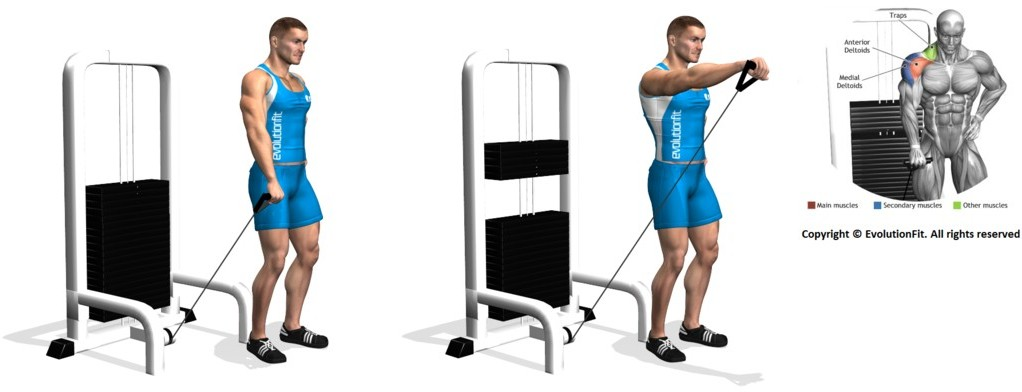 evolutionfit
evolutionfit
Traps
Anterior
Deltoids
Medial
Deltoids
Main muscles
Secondary muscles
Other muscles
Copyright © EvolutionFit. All rights reserved